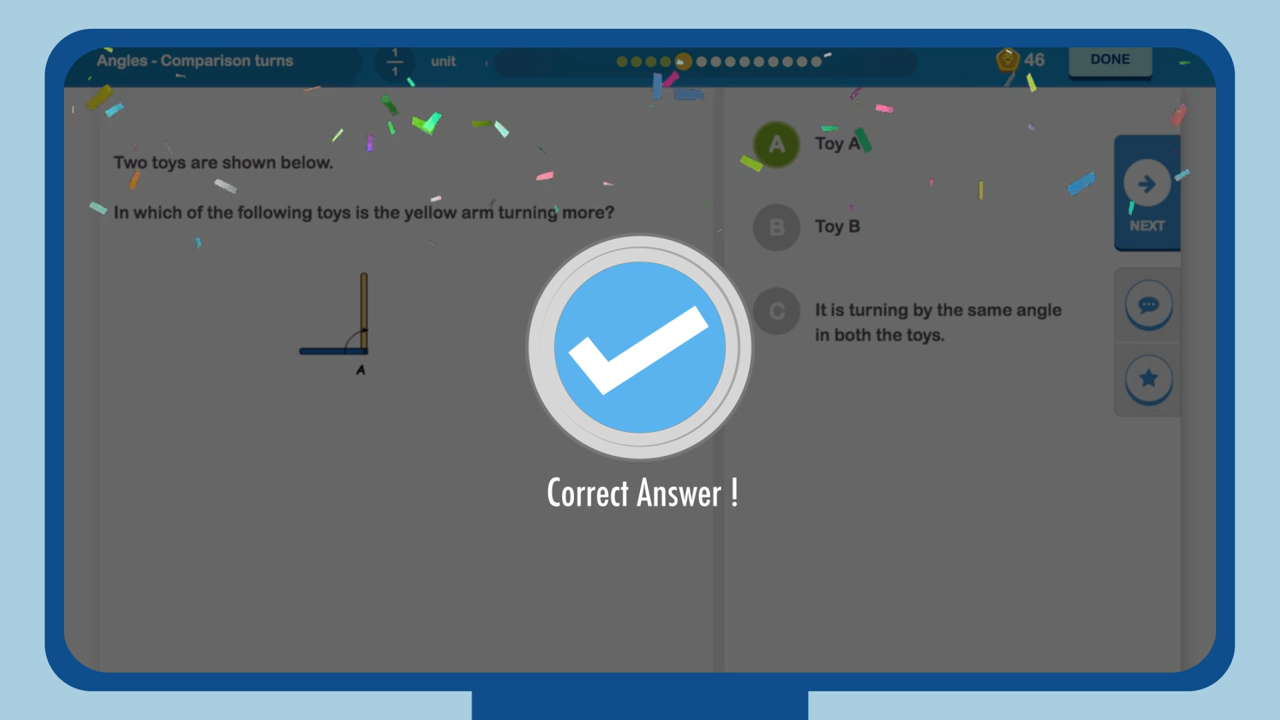 Angles - Comparison turns
1
1
unit
46
DONE
Two toys are shown below.
In which of the following toys is the yellow arm turning more?
A
A
Toy A
B
Toy B
C
It is turning by the same angle
in both the toys.
NEXT
Correct Answer !